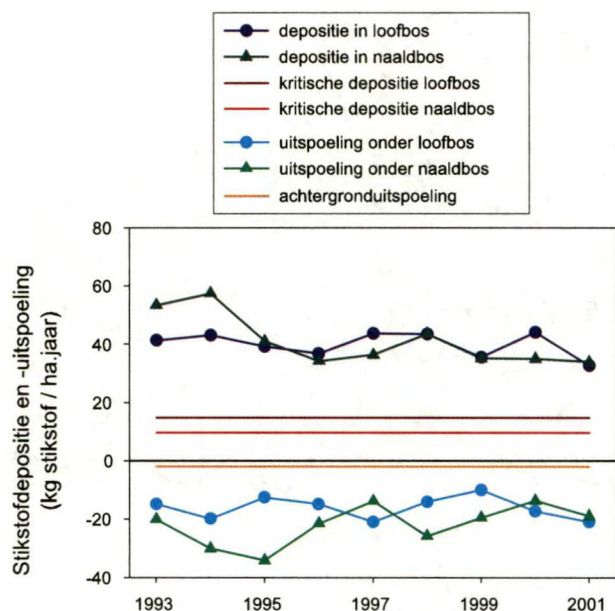 depositie in loofbos
depositie in naaldbos
kritische depositie loofbos
kritische depositie naaldbos
uitspoeling onder loofbos
uitspoeling onder naaldbos
achtergronduitspoeling
Stikstofdepositie en -uitspoeling
(kg stikstof / ha.jaar)
80
60
40
20
0
-20
-40
1993 1995 1997 1999 2001